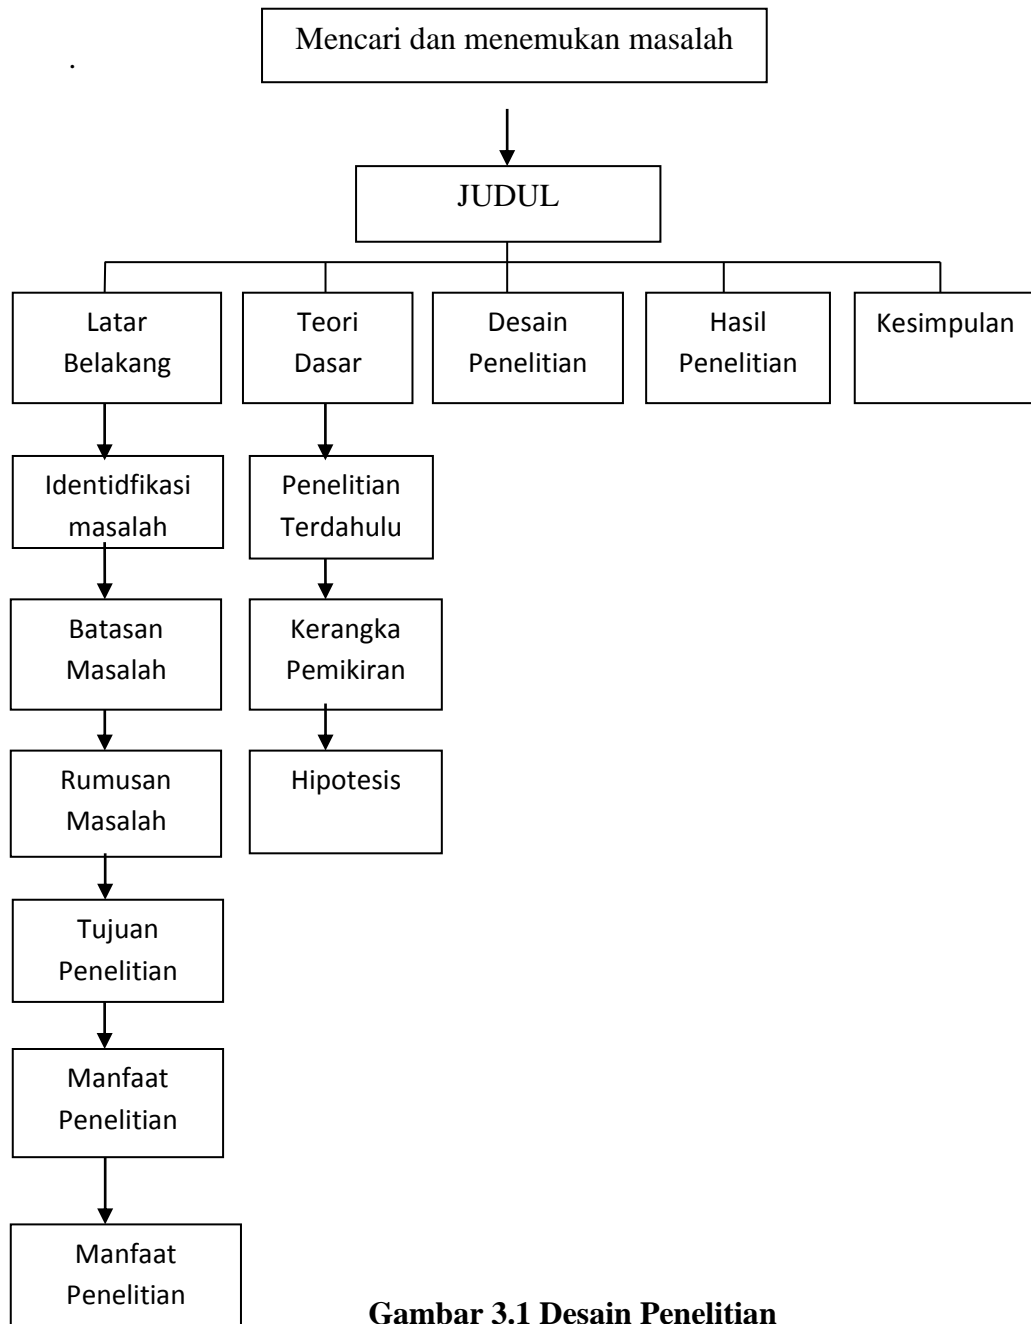 Mencari dan menemukan masalah
.
JUDUL
Latar
Belakang
Teori
Dasar
Desain
Penelitian
Hasil
Penelitian
Kesimpulan
Identidfikasi
masalah
Penelitian
Terdahulu
Batasan
Masalah
Kerangka
Pemikiran
Rumusan
Masalah
Hipotesis
Tujuan
Penelitian
Manfaat
Penelitian
Manfaat
Penelitian
Gambar 3.1 Desain Penelitian